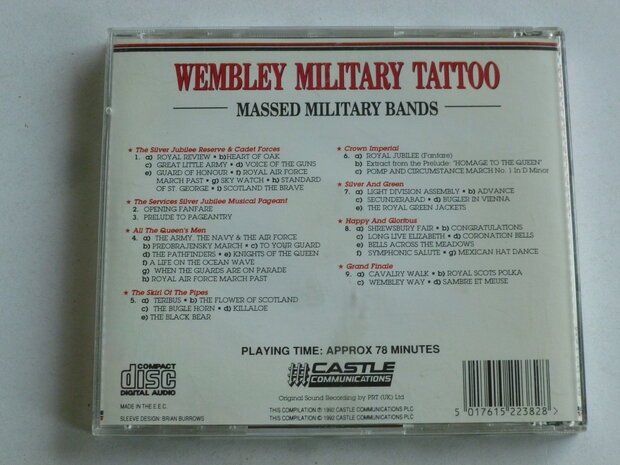 WEMBLEY MILITARY TATTOO
MASSED MILITARY BANDS
★ The Silver Jubilee Reserve & Cadet Forces
1. a) ROYAL REVIEW • b) HEART OF OAK
c) GREAT LITTLE ARMY • d) VOICE OF THE GUNS
e) GUARD OF HONOUR • f) ROYAL AIR FORCE
MARCH PAST • g) SKY WATCH • h) STANDARD
OF ST. GEORGE • i) SCOTLAND THE BRAVE
★ The Services Silver Jubilee Musical Pageant
2. OPENING FANFARE
3. PRELUDE TO PAGEANTRY
★ All The Queen's Men
4. a) THE ARMY, THE NAVY & THE AIR FORCE
b) PREOBRAJENSKY MARCH • c) TO YOUR GUARD
d) THE PATHFINDERS • e) KNIGHTS OF THE QUEEN
f) A LIFE ON THE OCEAN WAVE
g) WHEN THE GUARDS ARE ON PARADE
h) ROYAL AIR FORCE MARCH PAST
★ The Skirl Of The Pipes
5. a) TERIBUS • b) THE FLOWER OF SCOTLAND
c) THE BUGLE HORN • d) KILLALOE
e) THE BLACK BEAR
★ Crown Imperial
6. a) ROYAL JUBILEE (Fanfare)
b) Extract from the Prelude: "HOMAGE TO THE QUEEN"
c) POMP AND CIRCUMSTANCE MARCH No. 1 In D Minor
★ Silver And Green
7. a) LIGHT DIVISION ASSEMBLY • b) ADVANCE
c) SECUNDERABAD • d) BUGLER IN VIENNA
e) THE ROYAL GREEN JACKETS
★ Happy And Glorious
8. a) SHREWSBURY FAIR • b) CONGRATULATIONS
c) LONG LIVE ELIZABETH • d) CORONATION BELLS
e) BELLS ACROSS THE MEADOWS
f) SYMPHONIC SALUTE • g) MEXICAN HAT DANCE
★ Grand Finale
9. a) CAVALRY WALK • b) ROYAL SCOTS POLKA
c) WEMBLEY WAY • d) SAMBRE ET MEUSE
PLAYING TIME: APPROX 78 MINUTES
COMPACT
disc
DIGITAL AUDIO
CASTLE
COMMUNICATIONS
Original Sound Recording by PRT (UK) Ltd
MADE IN THE E.E.C.
SLEEVE DESIGN: BRIAN BURROWS
THIS COMPILATION ℗ 1992 CASTLE COMMUNICATIONS PLC
THIS COMPILATION © 1992 CASTLE COMMUNICATIONS PLC
5 017615 223828 >